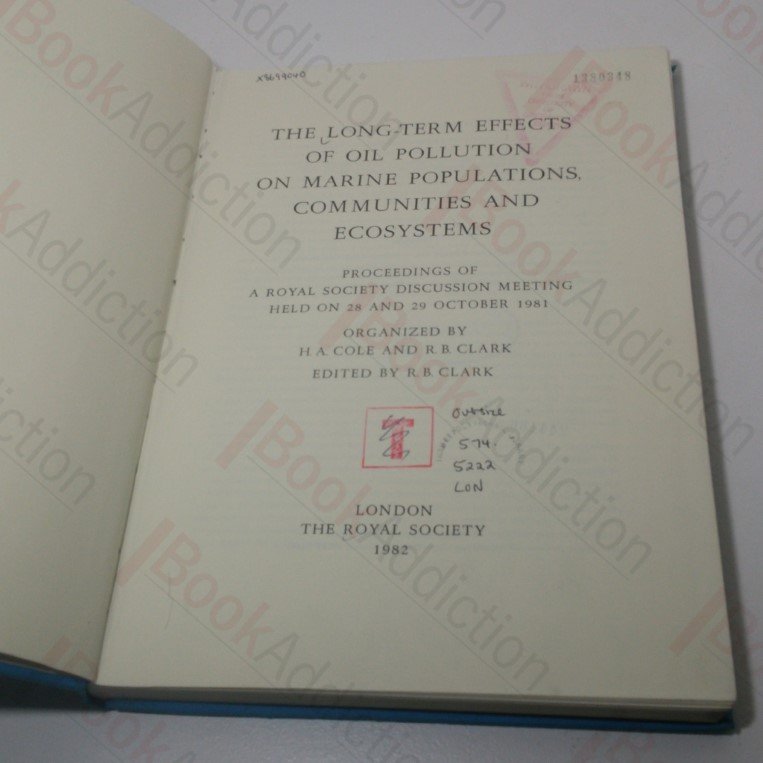 X8699040
1380348
THE LONG-TERM EFFECTS
OF OIL POLLUTION
ON MARINE POPULATIONS,
COMMUNITIES AND
ECOSYSTEMS
PROCEEDINGS OF
A ROYAL SOCIETY DISCUSSION MEETING
HELD ON 28 AND 29 OCTOBER 1981
ORGANIZED BY
H. A. COLE AND R. B. CLARK
EDITED BY R. B. CLARK
T
Outsize
574.
5222
LON
LONDON
THE ROYAL SOCIETY
1982
BookAddiction